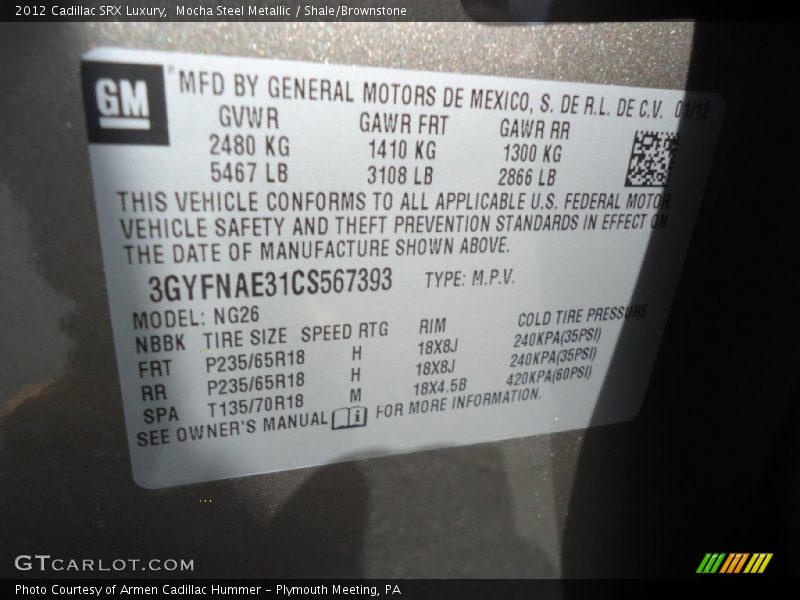 2012 Cadillac SRX Luxury,  Mocha Steel Metallic / Shale/Brownstone
GM ® MFD BY GENERAL MOTORS DE MEXICO, S. DE R.L. DE C.V. 01/12
GVWR GAWR FRT GAWR RR
2480 KG 1410 KG 1300 KG
5467 LB 3108 LB 2866 LB
THIS VEHICLE CONFORMS TO ALL APPLICABLE U.S. FEDERAL MOTOR
VEHICLE SAFETY AND THEFT PREVENTION STANDARDS IN EFFECT ON
THE DATE OF MANUFACTURE SHOWN ABOVE.
3GYFNAE31CS567393 TYPE: M.P.V.
MODEL: NG26
NBBK TIRE SIZE SPEED RTG RIM COLD TIRE PRESSURE
FRT P235/65R18 H 18X8J 240KPA(35PSI)
RR P235/65R18 H 18X8J 240KPA(35PSI)
SPA T135/70R18 M 18X4.5B 420KPA(60PSI)
SEE OWNER'S MANUAL i FOR MORE INFORMATION.
GTCARLOT.COM
Photo Courtesy of Armen Cadillac Hummer - Plymouth Meeting, PA